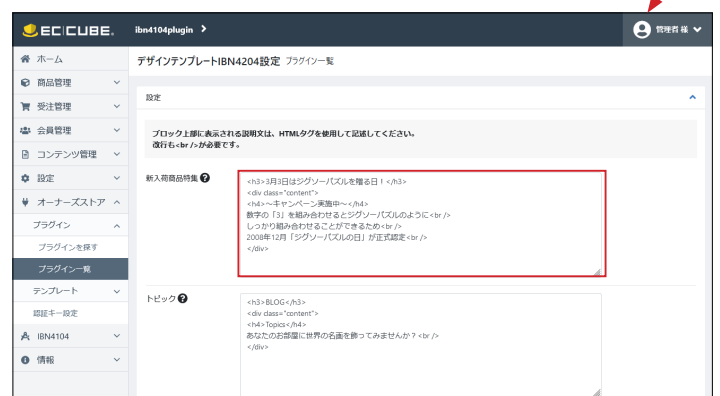 EC CUBE.
ibn4104plugin
管理者 様
ホーム
商品管理
受注管理
会員管理
コンテンツ管理
設定
オーナーズストア
プラグイン
プラグインを探す
プラグイン一覧
テンプレート
認証キー設定
IBN4104
情報
デザインテンプレートIBN4204設定 プラグイン一覧
設定
ブロック上部に表示される説明文は、HTMLタグを使用して記述してください。
改行も<br />が必要です。
新入荷商品特集
<h3>3月3日はジグソーパズルを贈る日！</h3>
<div class="content">
<h4>～キャンペーン実施中～</h4>
数字の「3」を組み合わせるとジグソーパズルのように<br />
しっかり組み合わせることができるため<br />
2008年12月「ジグソーパズルの日」が正式認定<br />
</div>
トピック
<h3>BLOG</h3>
<div class="content">
<h4>Topics</h4>
あなたのお部屋に世界の名画を飾ってみませんか？<br />
</div>